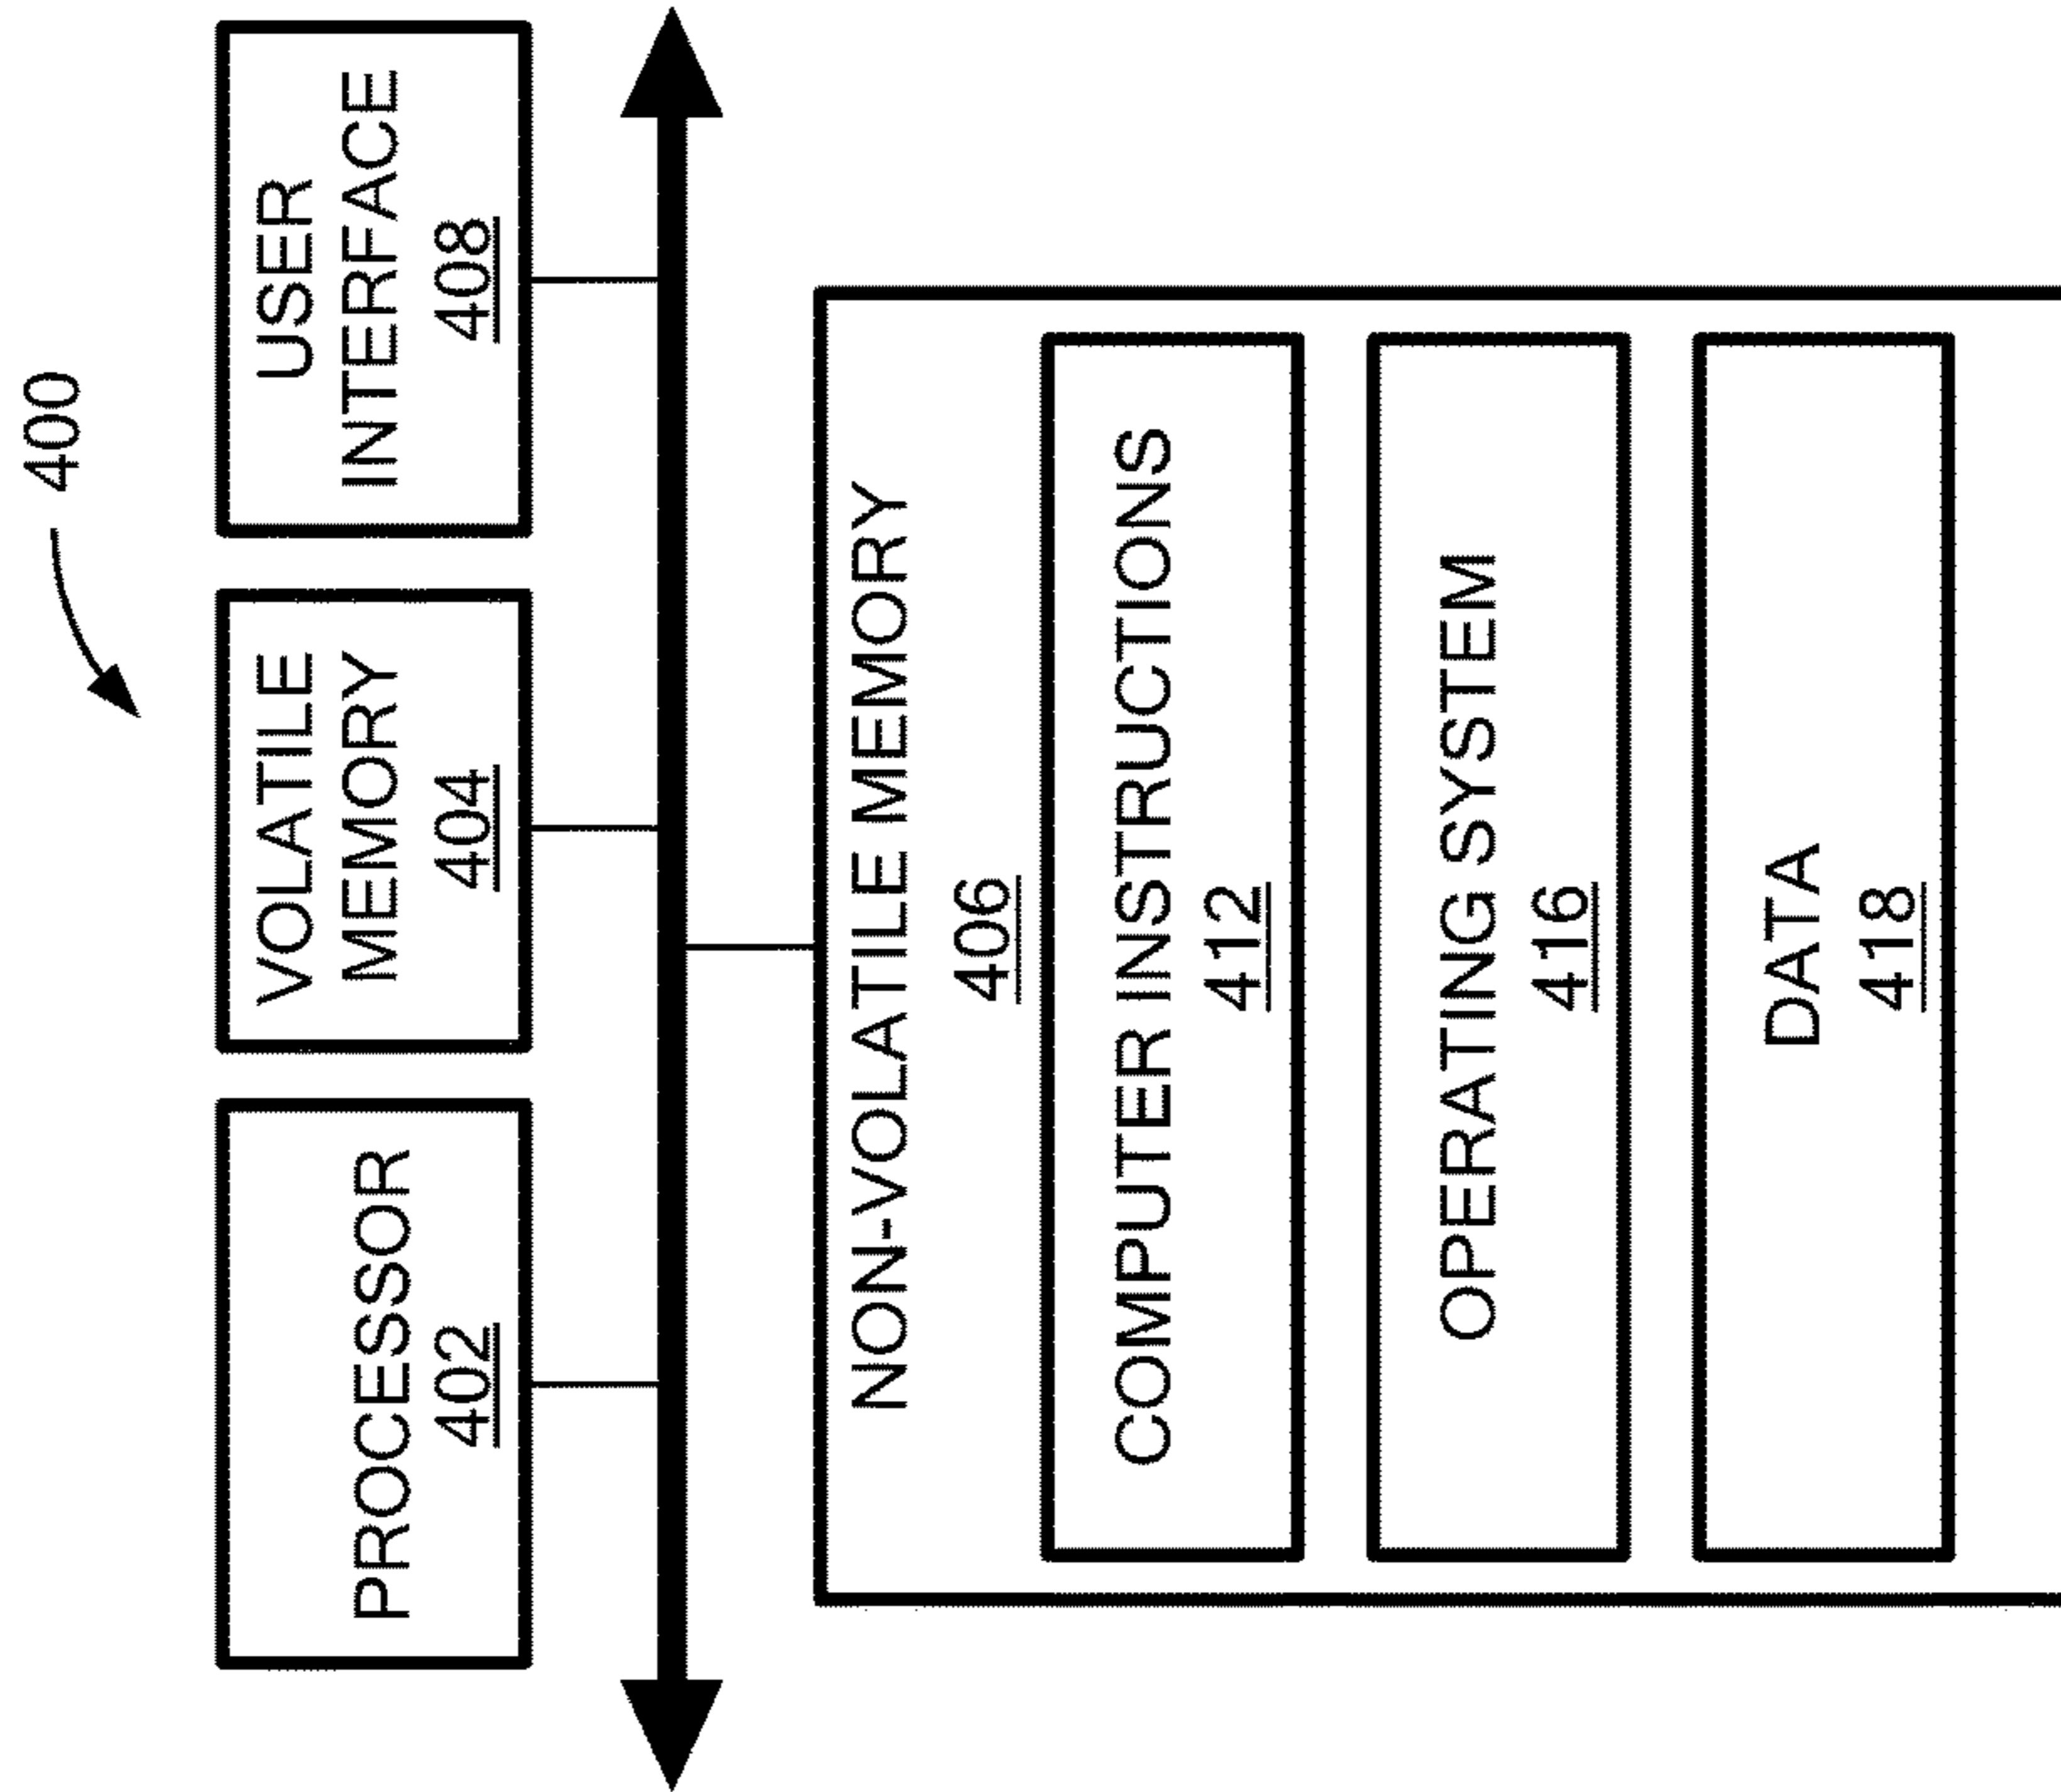 400
PROCESSOR
402
VOLATILE
MEMORY
404
USER
INTERFACE
408
NON-VOLATILE MEMORY
406
COMPUTER INSTRUCTIONS
412
OPERATING SYSTEM
416
DATA
418